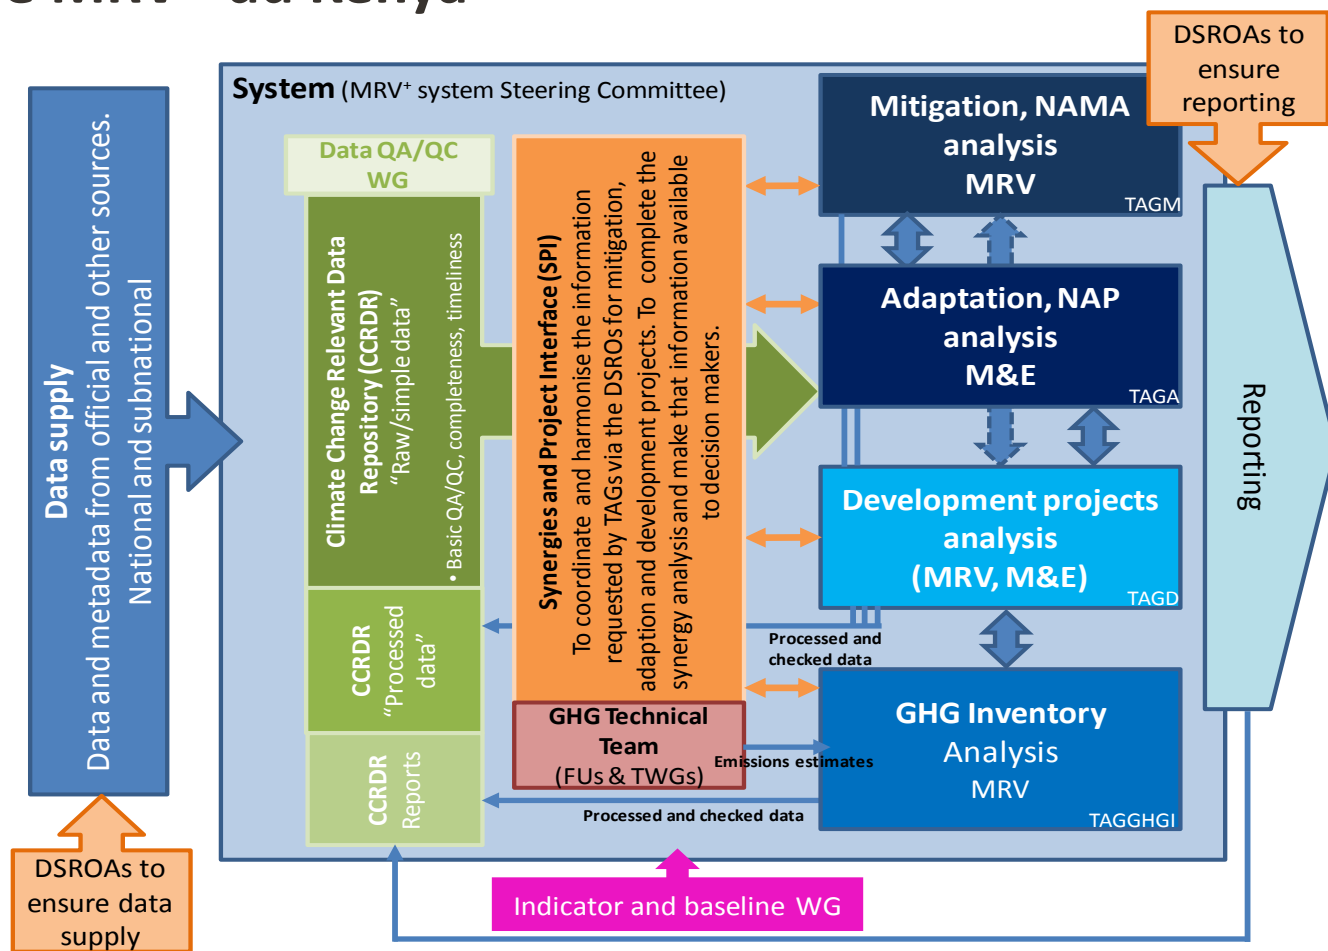 au Kenya
DSROAs to
ensure
reporting
System (MRV+ system Steering Committee)
Data supply
Data and metadata from official and other sources.
National and subnational
DSROAs to
ensure data
supply
Data QA/QC
WG
Climate Change Relevant Data
Repository (CCRDR)
“Raw/simple data”
• Basic QA/QC, completeness, timeliness
CCRDR
“Processed
data”
CCRDR
Reports
Synergies and Project Interface (SPI)
To coordinate and harmonise the information
requested by TAGs via the DSROs for mitigation,
adaption and development projects. To complete the
synergy analysis and make that information available
to decision makers.
GHG Technical
Team
(FUs & TWGs)
Mitigation, NAMA
analysis
MRV
TAGM
Adaptation, NAP
analysis
M&E
TAGA
Development projects
analysis
(MRV, M&E)
TAGD
Processed and
checked data
GHG Inventory
Analysis
MRV
TAGGHGI
Emissions estimates
Processed and checked data
Reporting
Indicator and baseline WG